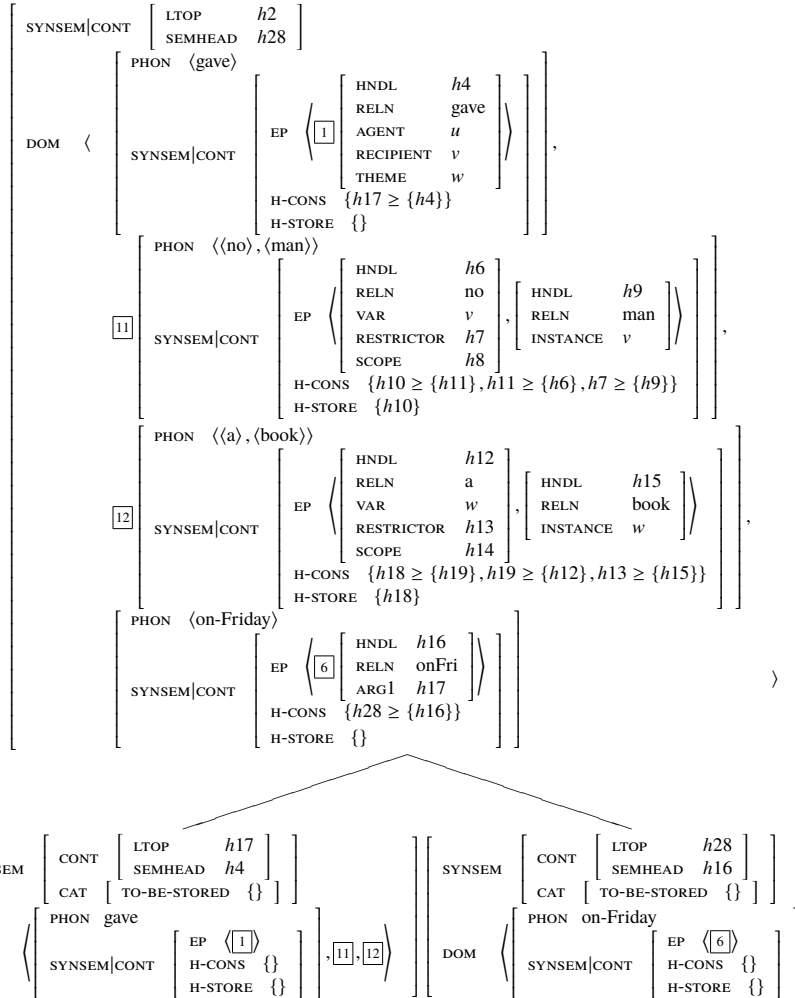 SYNSEM|CONT [ LTOP h2
SEMHEAD h28 ]
DOM ⟨ [ PHON ⟨gave⟩
SYNSEM|CONT [ EP ⟨ 1 [ HNDL h4
RELN gave
AGENT u
RECIPIENT v
THEME w ] ⟩
H-CONS {h17 ≥ {h4}}
H-STORE {} ] ] ,
11 [ PHON ⟨⟨no⟩ , ⟨man⟩⟩
SYNSEM|CONT [ EP ⟨ [ HNDL h6
RELN no
VAR v
RESTRICTOR h7
SCOPE h8 ] , [ HNDL h9
RELN man
INSTANCE v ] ⟩
H-CONS {h10 ≥ {h11} , h11 ≥ {h6} , h7 ≥ {h9}}
H-STORE {h10} ] ] ,
12 [ PHON ⟨⟨a⟩ , ⟨book⟩⟩
SYNSEM|CONT [ EP ⟨ [ HNDL h12
RELN a
VAR w
RESTRICTOR h13
SCOPE h14 ] , [ HNDL h15
RELN book
INSTANCE w ] ⟩
H-CONS {h18 ≥ {h19} , h19 ≥ {h12} , h13 ≥ {h15}}
H-STORE {h18} ] ] ,
[ PHON ⟨on-Friday⟩
SYNSEM|CONT [ EP ⟨ 6 [ HNDL h16
RELN onFri
ARG1 h17 ] ⟩
H-CONS {h28 ≥ {h16}}
H-STORE {} ] ] ⟩
EM [ CONT [ LTOP h17
SEMHEAD h4 ]
CAT [ TO-BE-STORED {} ] ]
⟨ [ PHON gave
SYNSEM|CONT [ EP ⟨ 1 ⟩
H-CONS {}
H-STORE {} ] ] , 11 , 12 ⟩ ]
[ SYNSEM [ CONT [ LTOP h28
SEMHEAD h16 ]
CAT [ TO-BE-STORED {} ] ]
DOM ⟨ [ PHON on-Friday
SYNSEM|CONT [ EP ⟨ 6 ⟩
H-CONS {}
H-STORE {} ]